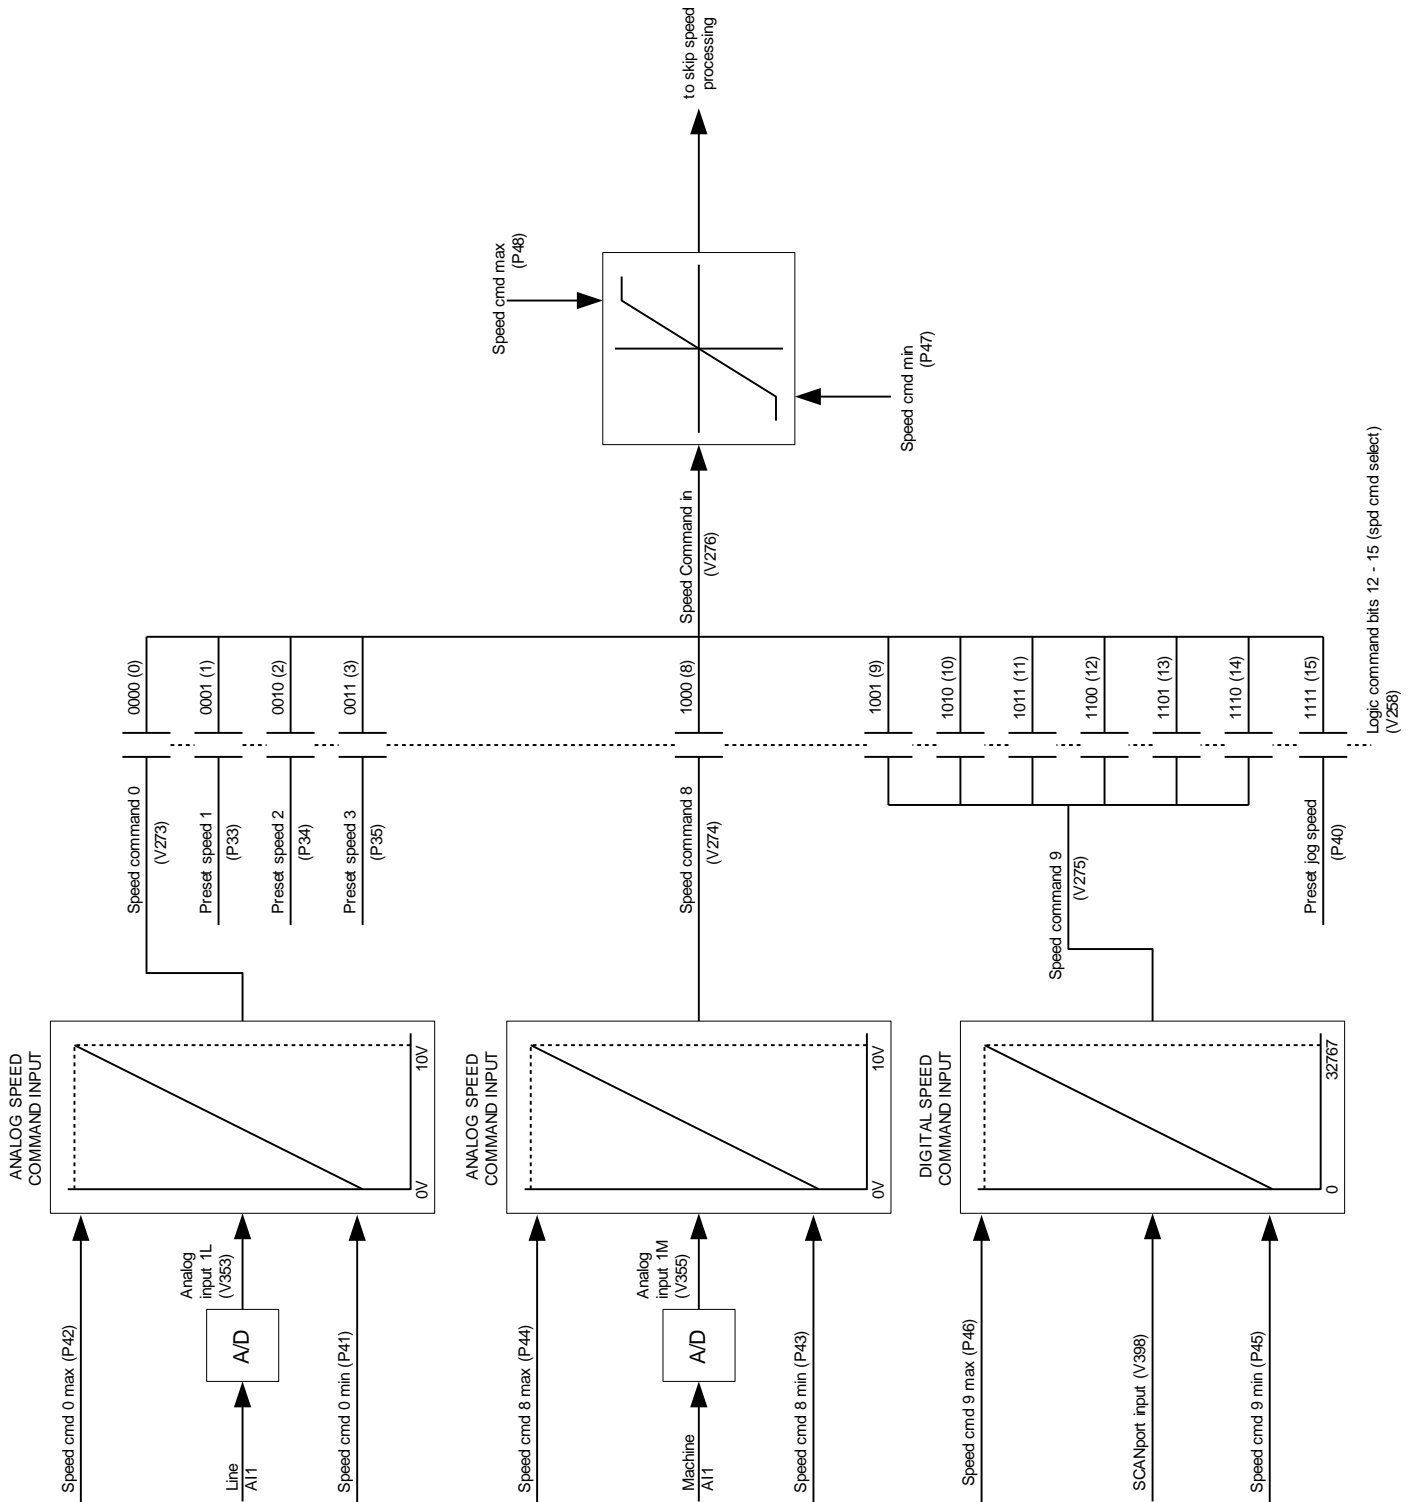 ANALOG SPEED
COMMAND INPUT
Speed cmd 0 max (P42)
Line
AI1
A/D
Analog
input 1L
(V353)
Speed cmd 0 min (P41)
0V
10V
Speed command 0
(V273)
0000 (0)
Preset speed 1
(P33)
0001 (1)
Preset speed 2
(P34)
0010 (2)
Preset speed 3
(P35)
0011 (3)
ANALOG SPEED
COMMAND INPUT
Speed cmd 8 max (P44)
Machine
AI1
A/D
Analog
input 1M
(V355)
Speed cmd 8 min (P43)
0V
10V
Speed command 8
(V274)
1000 (8)
Speed Command in
(V276)
Speed cmd max
(P48)
Speed cmd min
(P47)
to skip speed
processing
DIGITAL SPEED
COMMAND INPUT
Speed cmd 9 max (P46)
SCANport input (V398)
Speed cmd 9 min (P45)
0
32767
Speed command 9
(V275)
1001 (9)
1010 (10)
1011 (11)
1100 (12)
1101 (13)
1110 (14)
Preset jog speed
(P40)
1111 (15)
Logic command bits 12 - 15 (spd cmd select)
(V258)